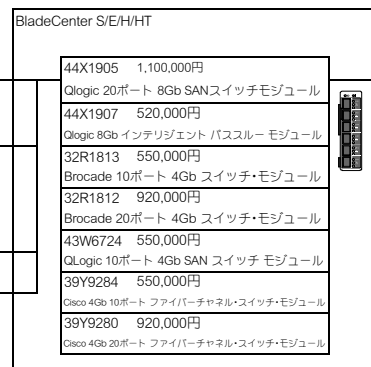 BladeCenter S/E/H/HT
44X1905 1,100,000円
Qlogic 20ポート 8Gb SANスイッチモジュール
44X1907 520,000円
Qlogic 8Gb インテリジェント パススルー モジュール
32R1813 550,000円
Brocade 10ポート 4Gb スイッチ・モジュール
32R1812 920,000円
Brocade 20ポート 4Gb スイッチ・モジュール
43W6724 550,000円
QLogic 10ポート 4Gb SAN スイッチ モジュール
39Y9284 550,000円
Cisco 4Gb 10ポート ファイバーチャネル・スイッチ・モジュール
39Y9280 920,000円
Cisco 4Gb 20ポート ファイバーチャネル・スイッチ・モジュール